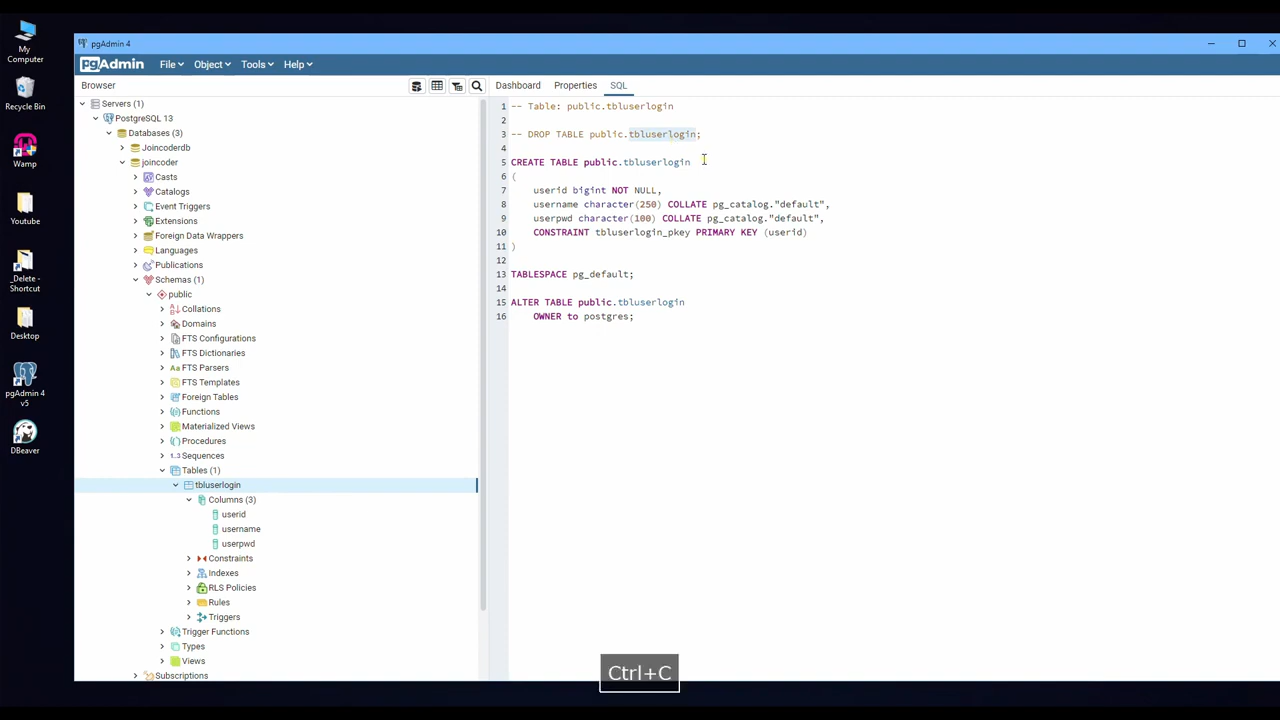 My
Computer
Recycle Bin
Wamp
Youtube
_Delete -
Shortcut
Desktop
pgAdmin 4
v5
DBeaver
pgAdmin 4
pgAdmin File Object Tools Help
Browser
Dashboard Properties SQL
Servers (1)
PostgreSQL 13
Databases (3)
Joincoderdb
joincoder
Casts
Catalogs
Event Triggers
Extensions
Foreign Data Wrappers
Languages
Publications
Schemas (1)
public
Collations
Domains
FTS Configurations
FTS Dictionaries
Aa FTS Parsers
FTS Templates
Foreign Tables
Functions
Materialized Views
Procedures
1..3 Sequences
Tables (1)
tbluserlogin
Columns (3)
userid
username
userpwd
Constraints
Indexes
RLS Policies
Rules
Triggers
Trigger Functions
Types
Views
Subscriptions
1 -- Table: public.tbluserlogin
2
3 -- DROP TABLE public.tbluserlogin;
4
5 CREATE TABLE public.tbluserlogin
6 (
7 userid bigint NOT NULL,
8 username character(250) COLLATE pg_catalog."default",
9 userpwd character(100) COLLATE pg_catalog."default",
10 CONSTRAINT tbluserlogin_pkey PRIMARY KEY (userid)
11 )
12
13 TABLESPACE pg_default;
14
15 ALTER TABLE public.tbluserlogin
16 OWNER to postgres;
Ctrl+C